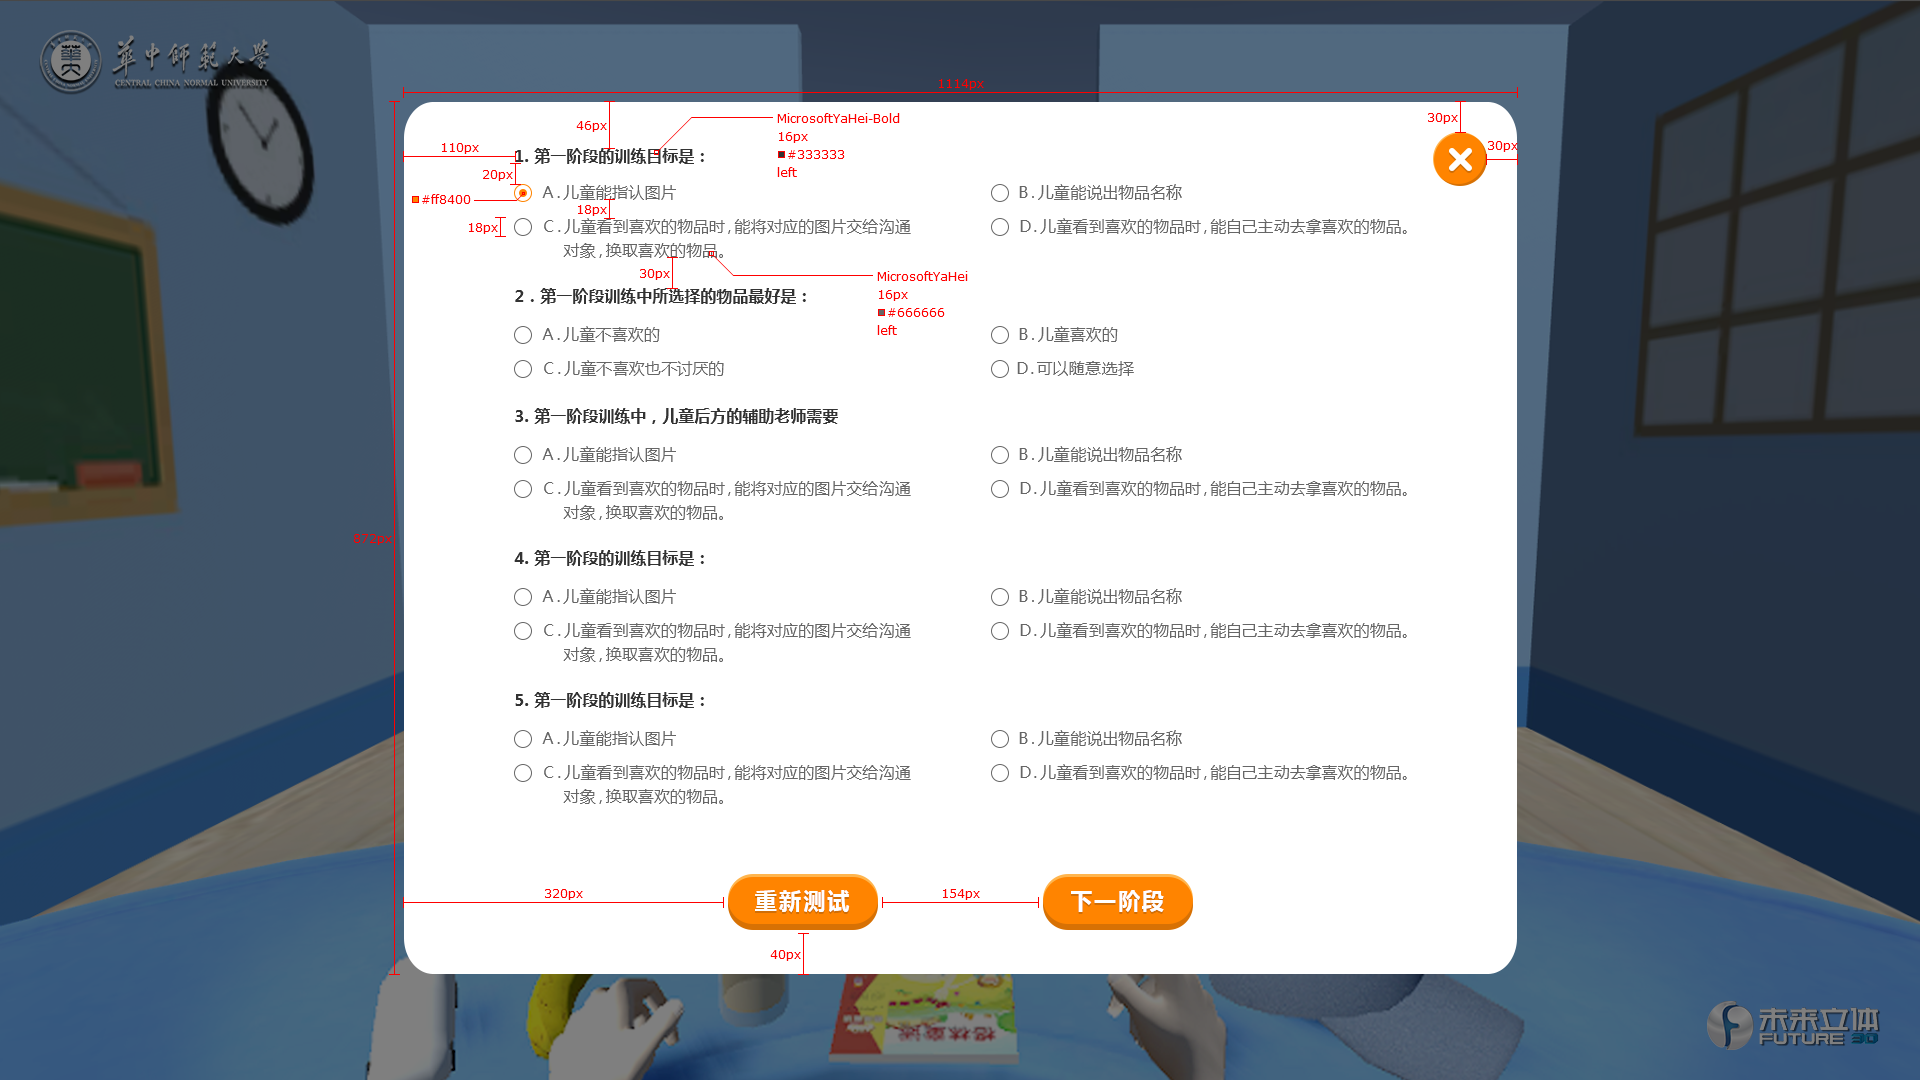 華中師範大学
CENTRAL CHINA NORMAL UNIVERSITY
1114px
46px
MicrosoftYaHei-Bold
16px
#333333
left
30px
30px
110px
1. 第一阶段的训练目标是：
20px
A.儿童能指认图片
B.儿童能说出物品名称
#ff8400
18px
18px
C.儿童看到喜欢的物品时,能将对应的图片交给沟通
对象,换取喜欢的物品。
D.儿童看到喜欢的物品时,能自己主动去拿喜欢的物品。
30px
MicrosoftYaHei
16px
#666666
left
2 . 第一阶段训练中所选择的物品最好是：
A.儿童不喜欢的
B.儿童喜欢的
C.儿童不喜欢也不讨厌的
D.可以随意选择
3. 第一阶段训练中，儿童后方的辅助老师需要
A.儿童能指认图片
B.儿童能说出物品名称
C.儿童看到喜欢的物品时,能将对应的图片交给沟通
对象,换取喜欢的物品。
D.儿童看到喜欢的物品时,能自己主动去拿喜欢的物品。
872px
4. 第一阶段的训练目标是：
A.儿童能指认图片
B.儿童能说出物品名称
C.儿童看到喜欢的物品时,能将对应的图片交给沟通
对象,换取喜欢的物品。
D.儿童看到喜欢的物品时,能自己主动去拿喜欢的物品。
5. 第一阶段的训练目标是：
A.儿童能指认图片
B.儿童能说出物品名称
C.儿童看到喜欢的物品时,能将对应的图片交给沟通
对象,换取喜欢的物品。
D.儿童看到喜欢的物品时,能自己主动去拿喜欢的物品。
320px
重新测试
154px
下一阶段
40px
未来立体
FUTURE 3D